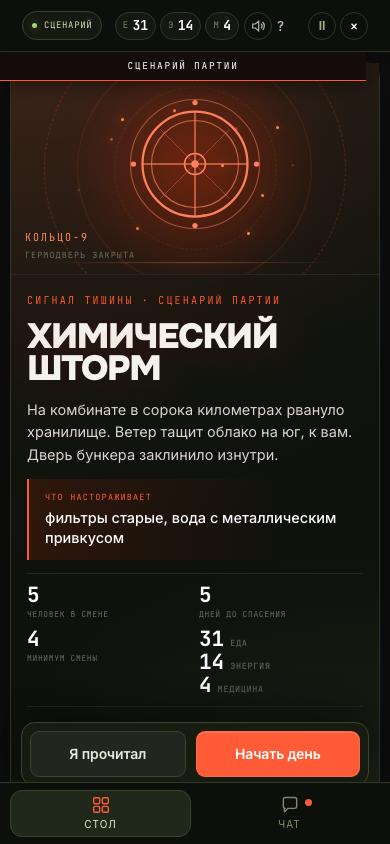 СЦЕНАРИЙ
Е 31
Э 14
М 4
?
×
СЦЕНАРИЙ ПАРТИИ
КОЛЬЦО-9
ГЕРМОДВЕРЬ ЗАКРЫТА
СИГНАЛ ТИШИНЫ · СЦЕНАРИЙ ПАРТИИ
ХИМИЧЕСКИЙ
ШТОРМ
На комбинате в сорока километрах рвануло
хранилище. Ветер тащит облако на юг, к вам.
Дверь бункера заклинило изнутри.
ЧТО НАСТОРАЖИВАЕТ
фильтры старые, вода с металлическим
привкусом
5
ЧЕЛОВЕК В СМЕНЕ
5
ДНЕЙ ДО СПАСЕНИЯ
4
МИНИМУМ СМЕНЫ
31 ЕДА
14 ЭНЕРГИЯ
4 МЕДИЦИНА
Я прочитал
Начать день
СТОЛ
ЧАТ